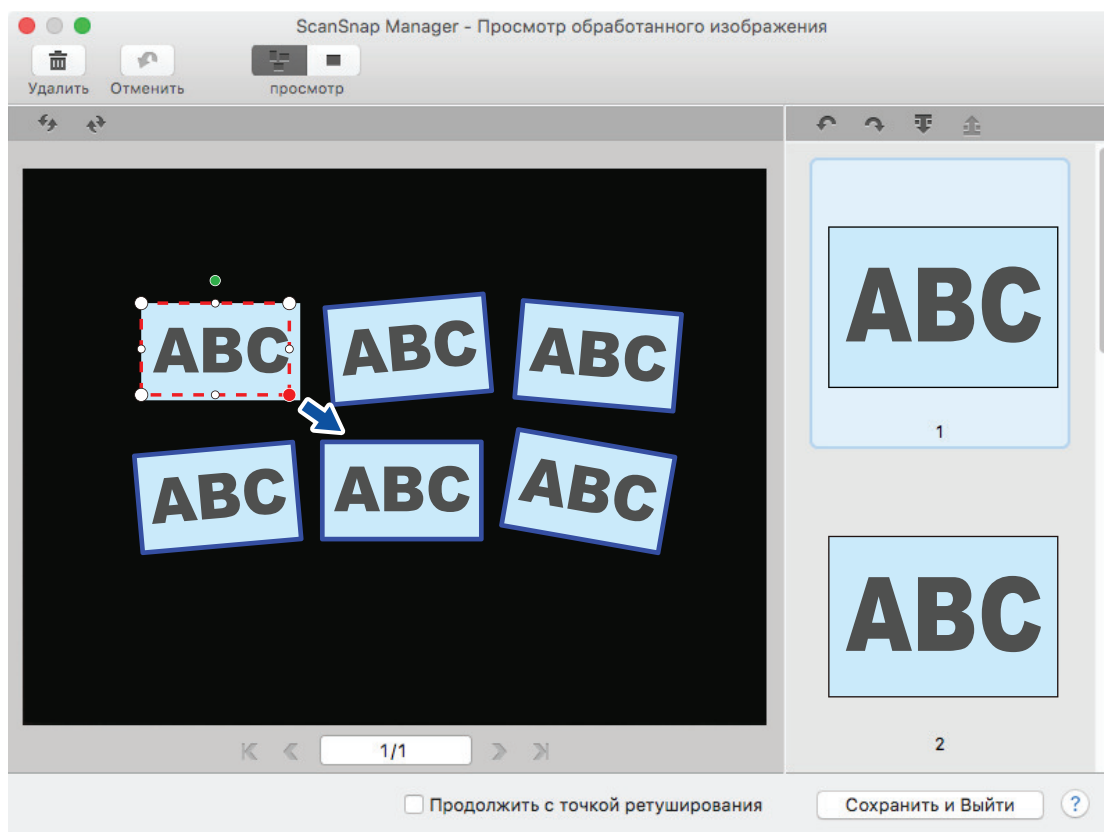 ScanSnap Manager - Просмотр обработанного изображения
Удалить Отменить просмотр
ABC ABC ABC
ABC ABC ABC
ABC
1
ABC
2
1/1
Продолжить с точкой ретуширования
Сохранить и Выйти ?